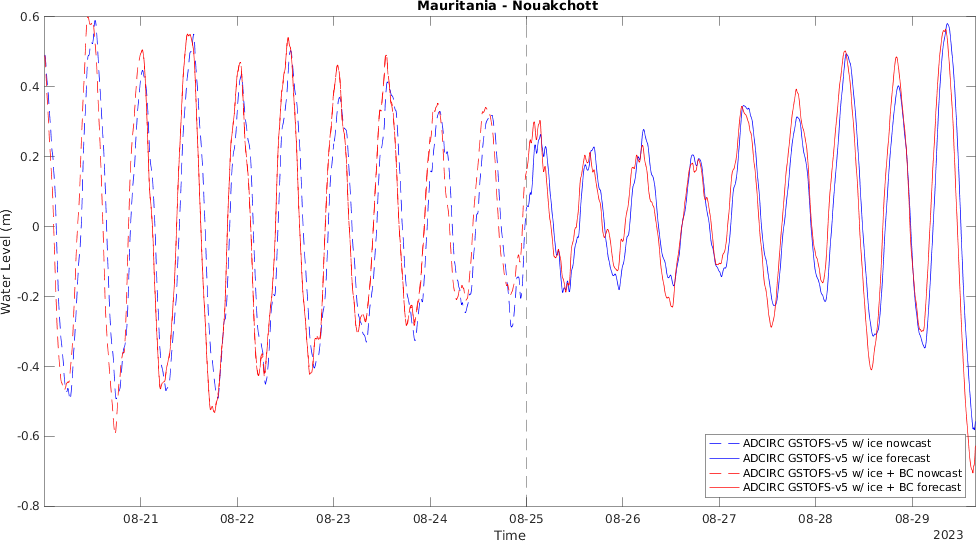 Mauritania - Nouakchott
0.6
0.4
0.2
0
-0.2
-0.4
-0.6
-0.8
Water Level (m)
ADCIRC GSTOFS-v5 w/ ice nowcast
ADCIRC GSTOFS-v5 w/ ice forecast
ADCIRC GSTOFS-v5 w/ ice + BC nowcast
ADCIRC GSTOFS-v5 w/ ice + BC forecast
08-21 08-22 08-23 08-24 08-25 08-26 08-27 08-28 08-29
Time
2023